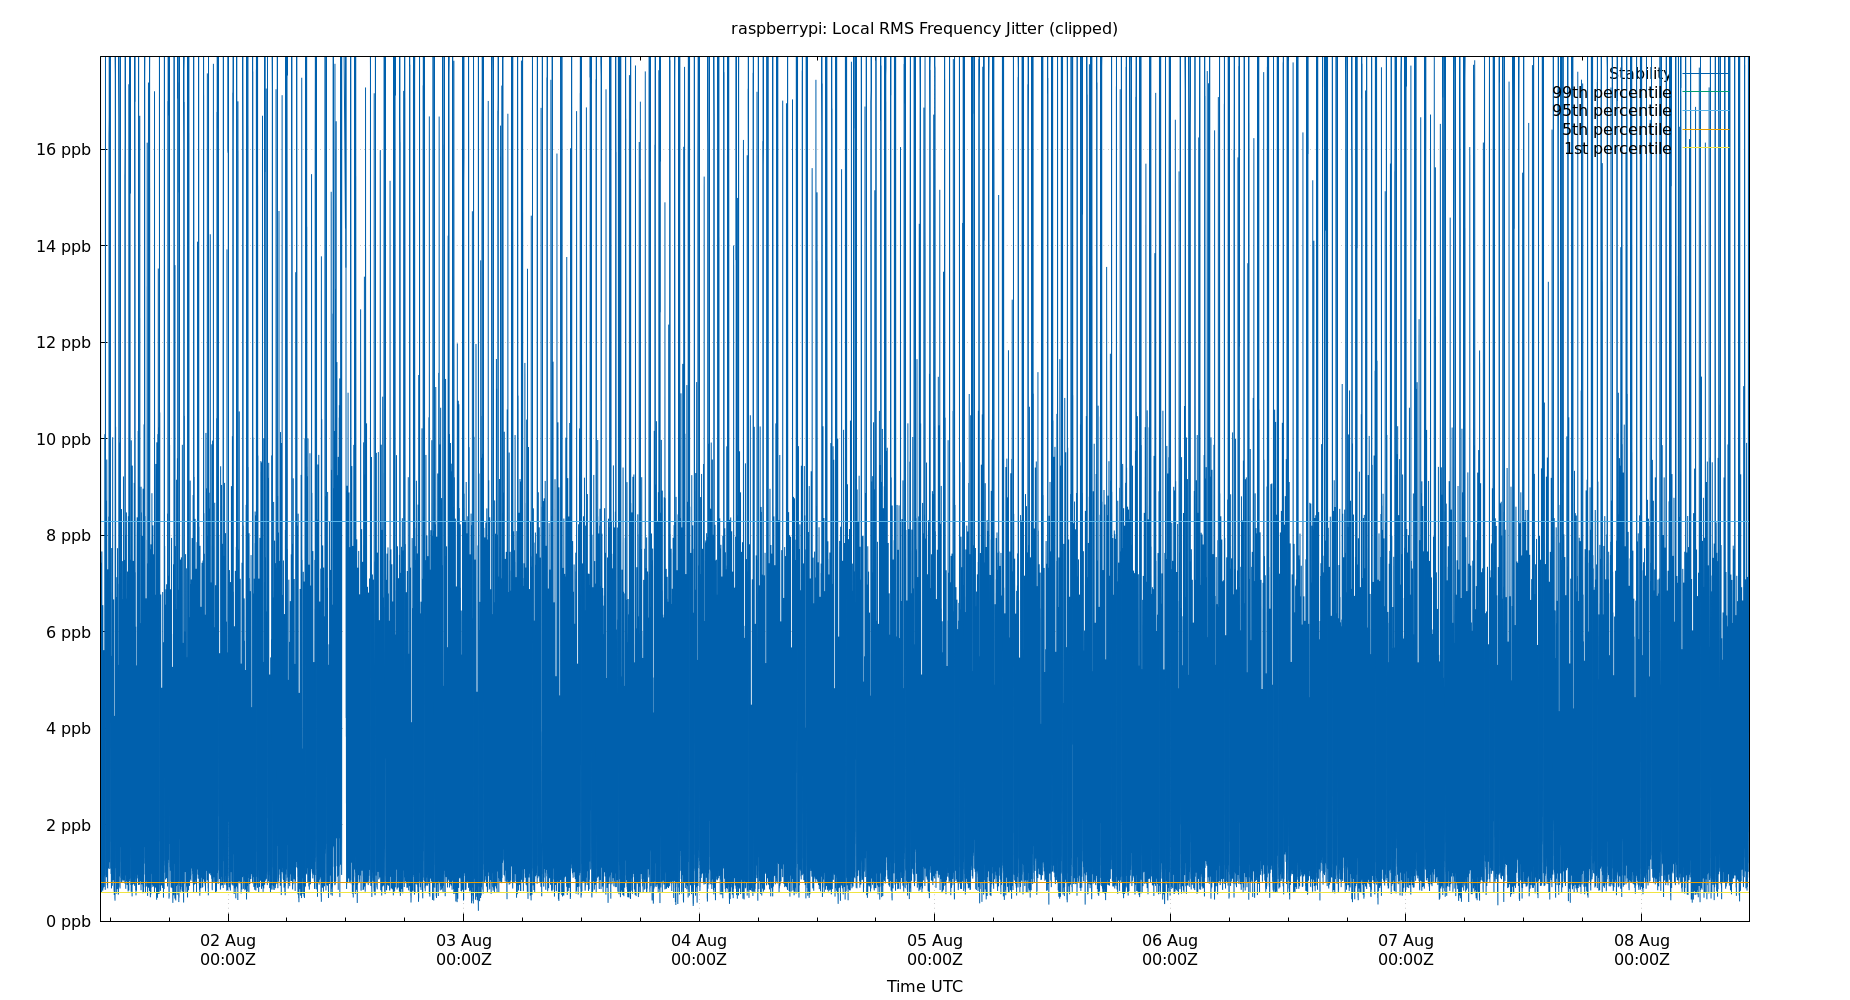 raspberrypi: Local RMS Frequency Jitter (clipped)
Stability
99th percentile
95th percentile
5th percentile
1st percentile
16 ppb
14 ppb
12 ppb
10 ppb
8 ppb
6 ppb
4 ppb
2 ppb
0 ppb
02 Aug 03 Aug 04 Aug 05 Aug 06 Aug 07 Aug 08 Aug
00:00Z 00:00Z 00:00Z 00:00Z 00:00Z 00:00Z 00:00Z
Time UTC